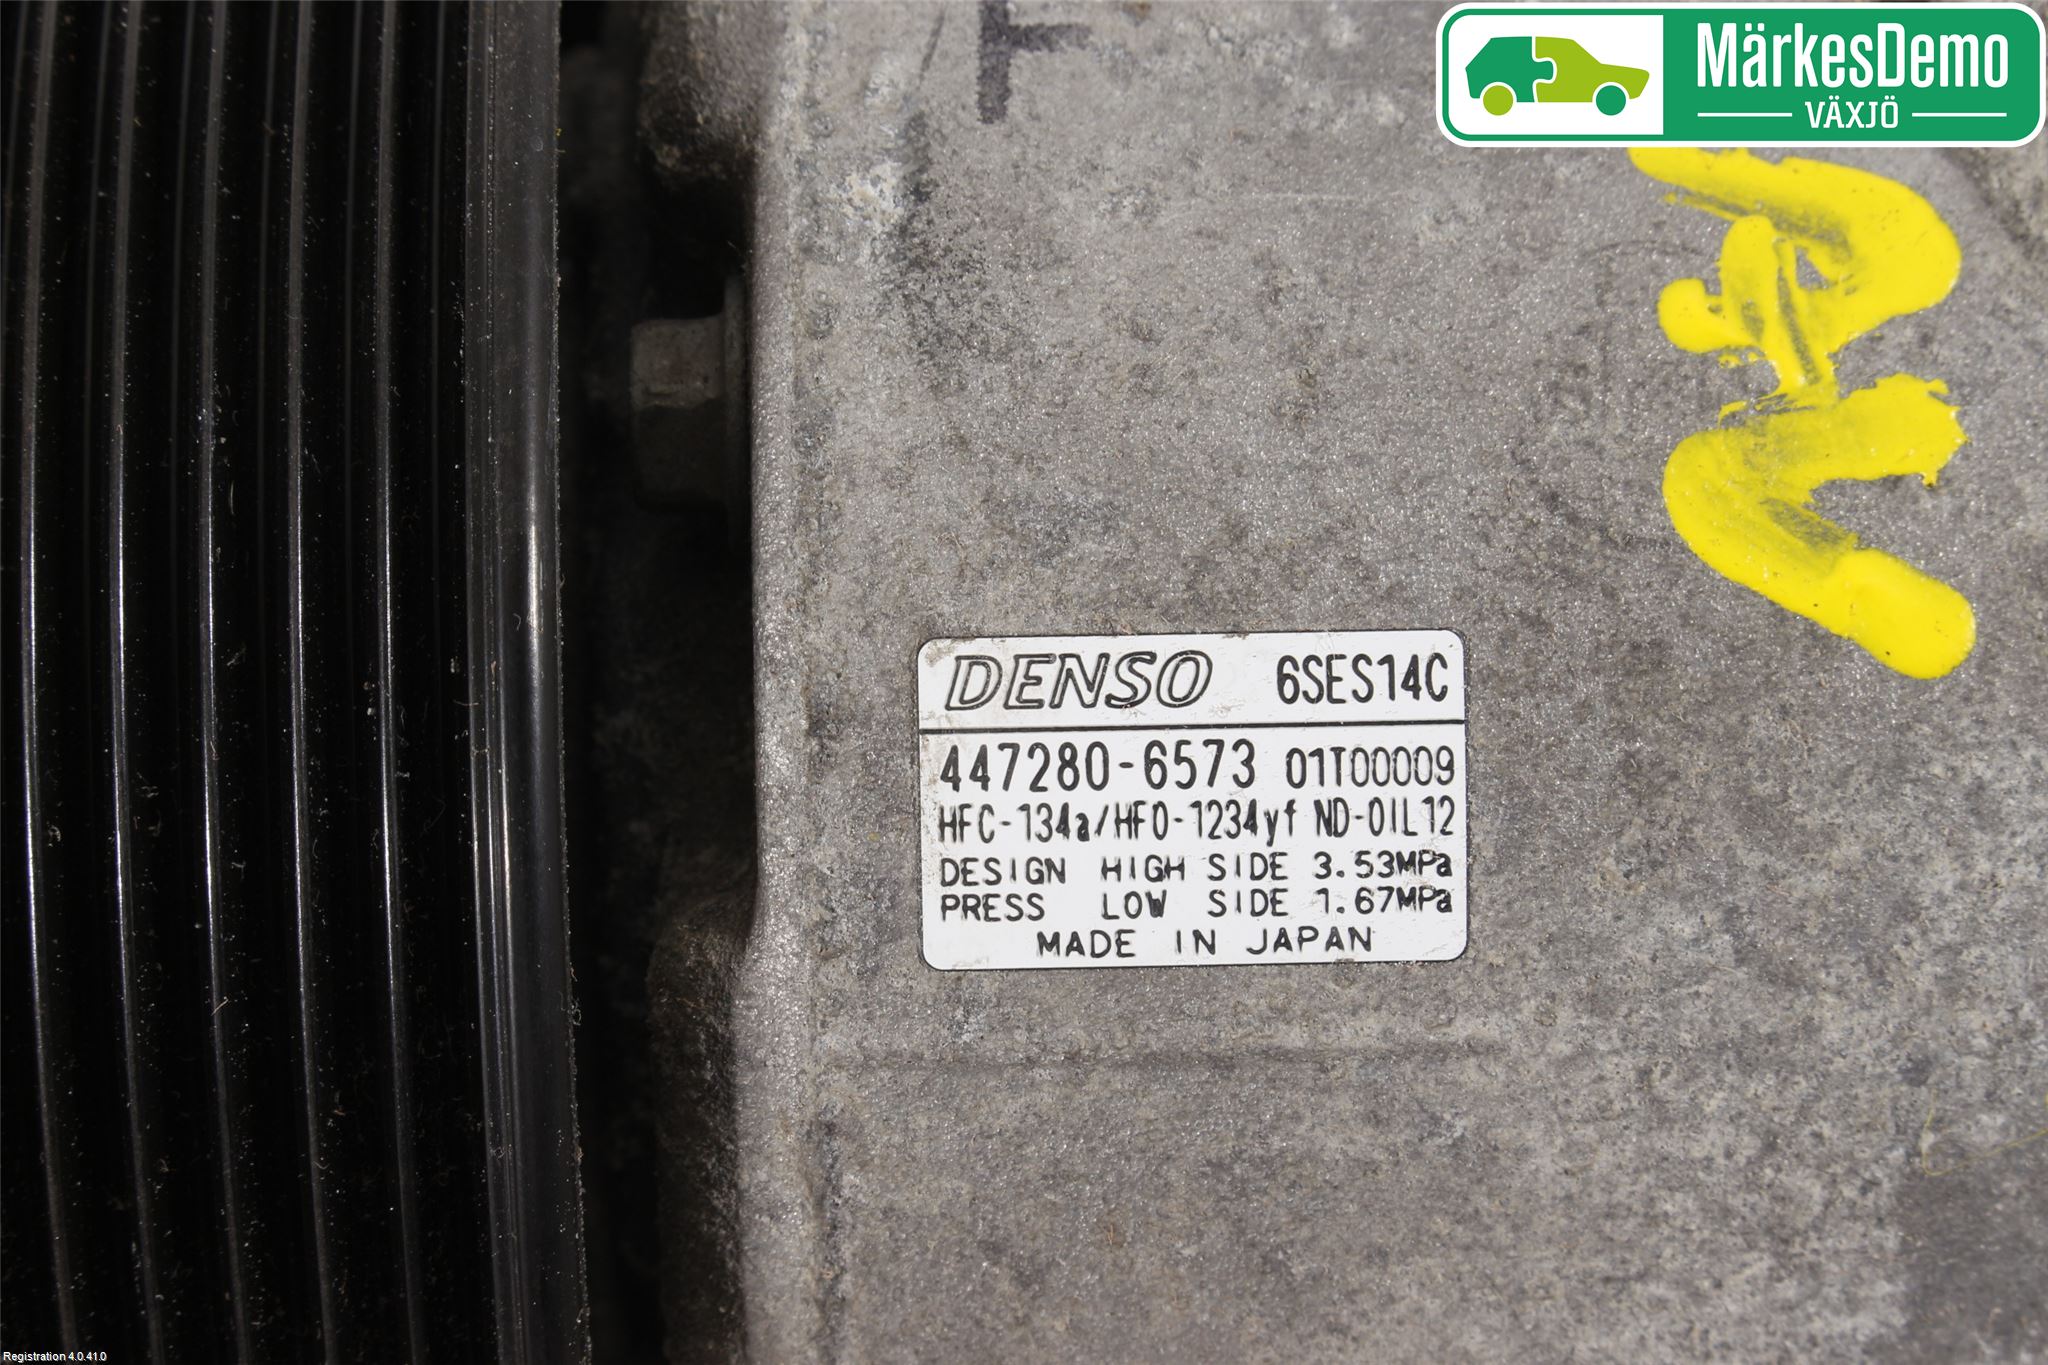 MärkesDemo
VÄXJÖ
DENSO 6SES14C
447280-6573 01T00009
HFC-134a/HFO-1234yf ND-OIL12
DESIGN HIGH SIDE 3.53MPa
PRESS LOW SIDE 1.67MPa
MADE IN JAPAN
Registration 4.0.41.0